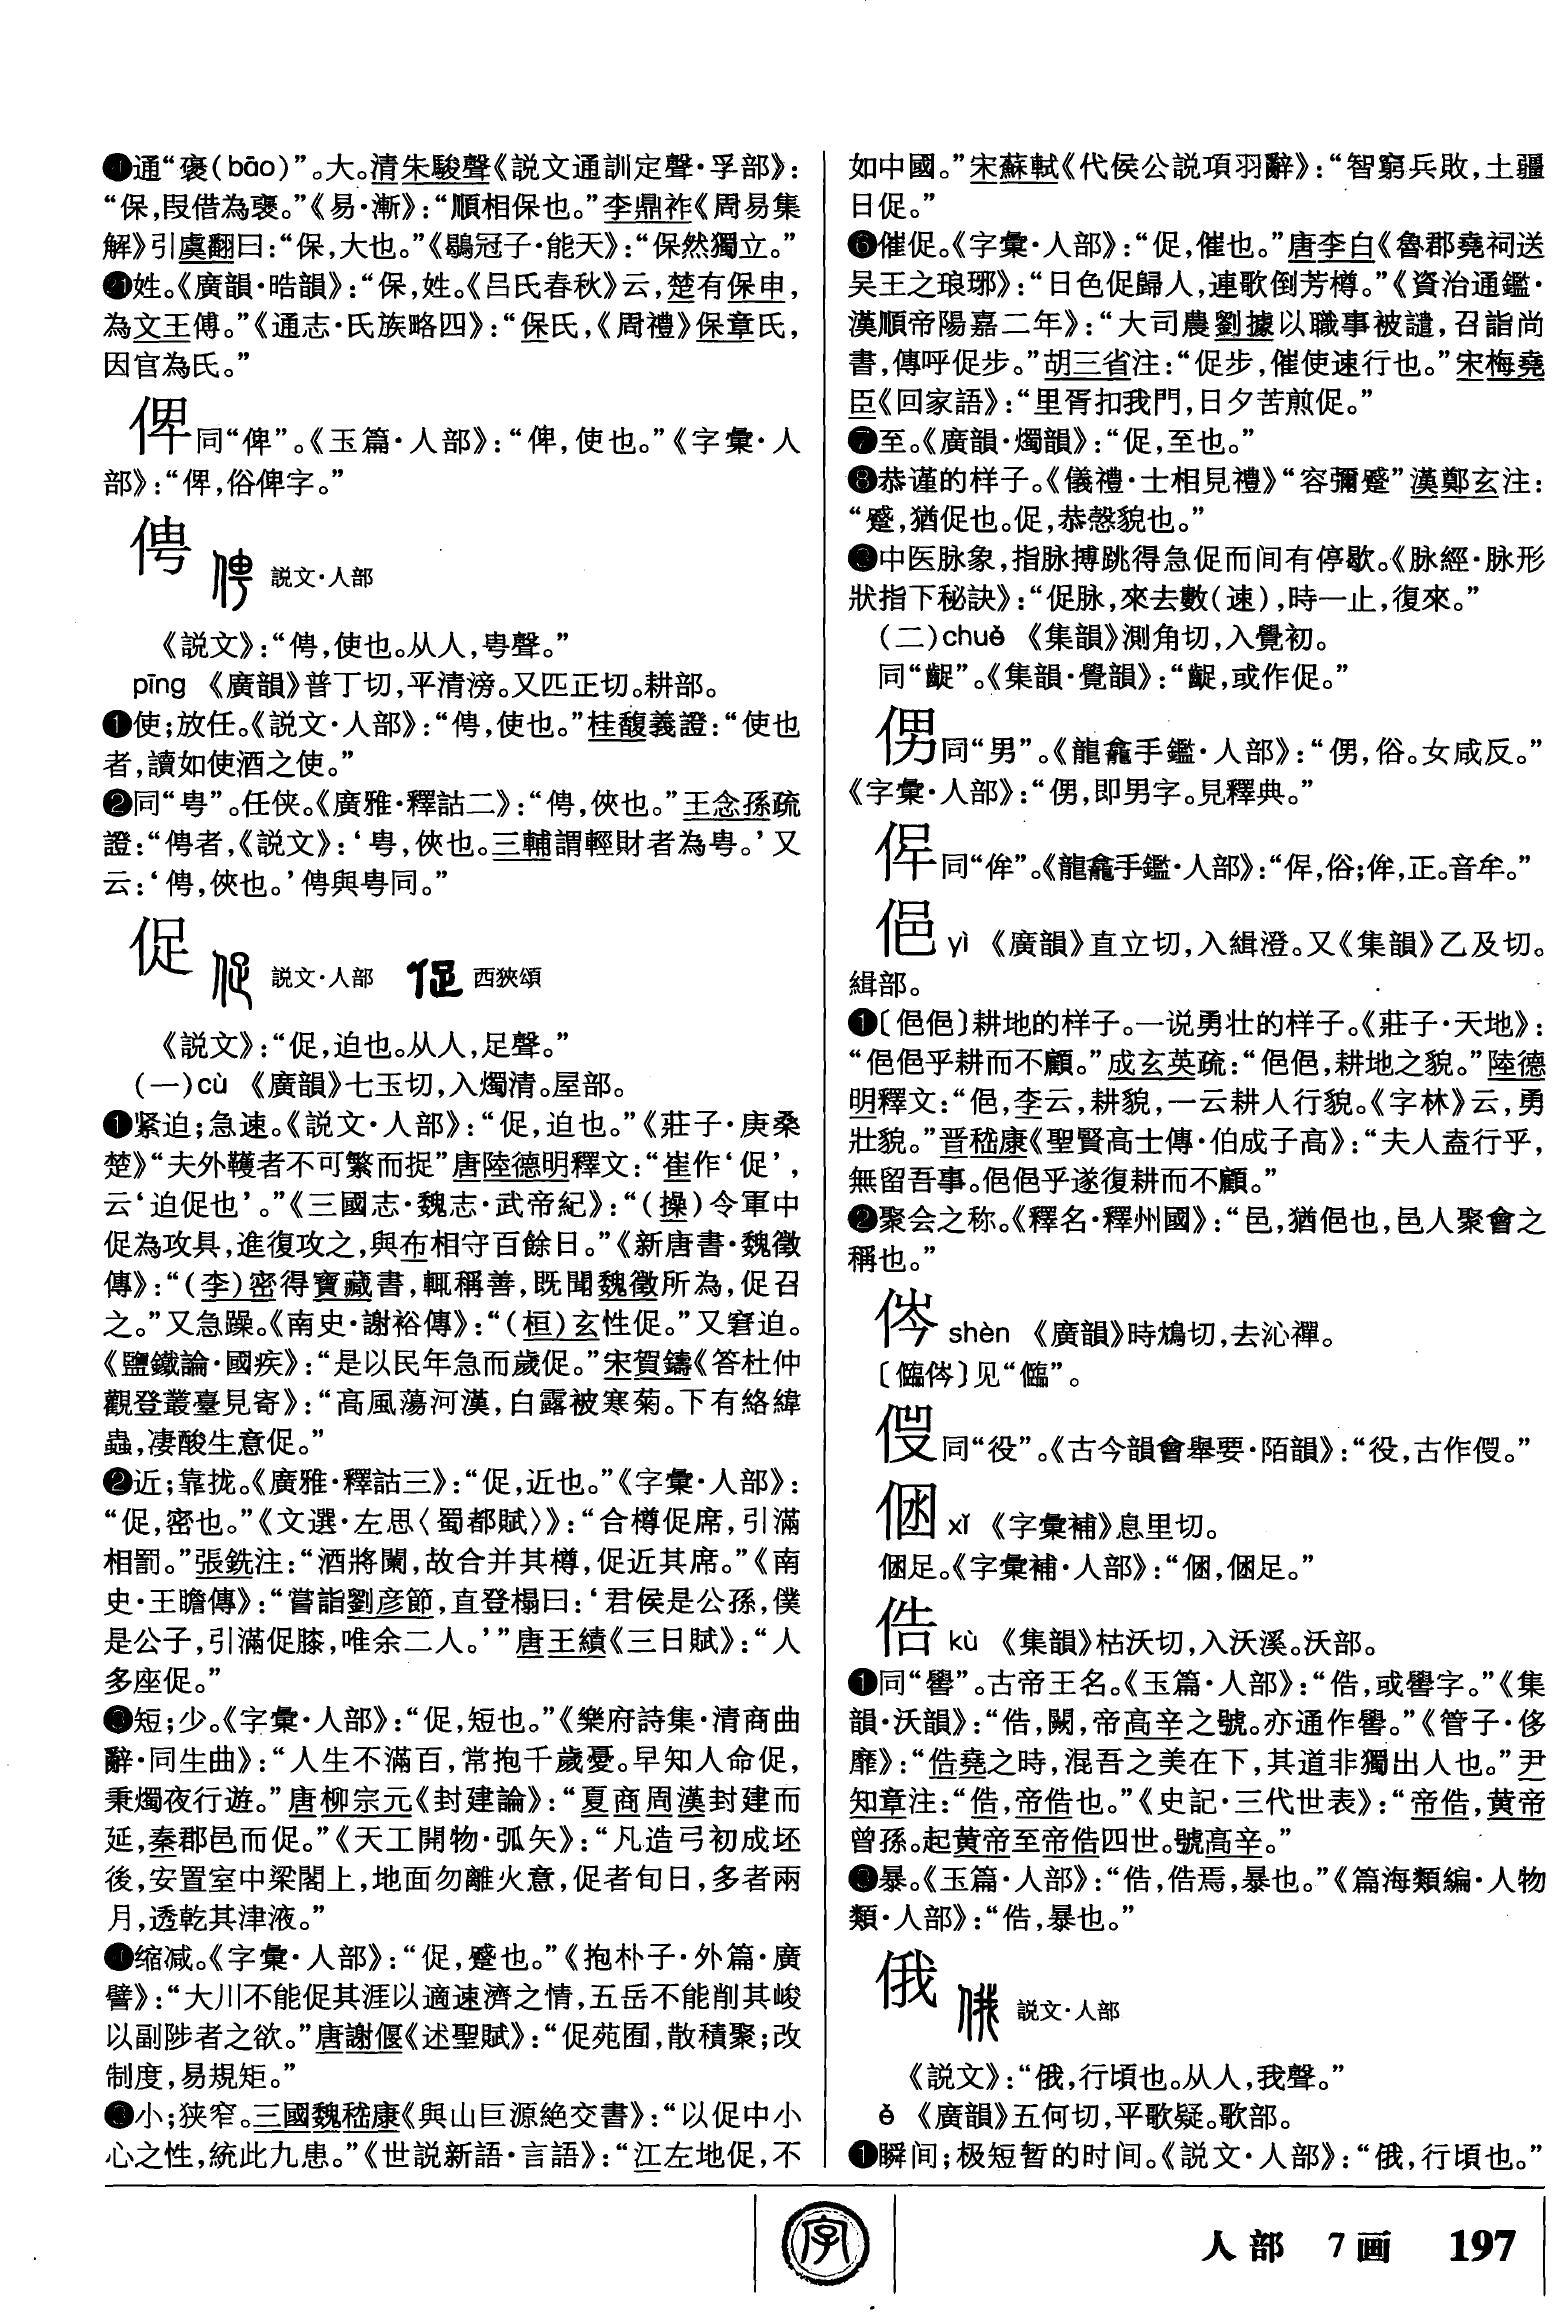 通“褒(bāo)”。大。清朱駿聲《説文通訓定聲·孚部》：
“保，叚借為襃。”《易·漸》：“順相保也。”李鼎祚《周易集
解》引虞翻曰：“保，大也。”《鶡冠子·能天》：“保然獨立。”
㉑姓。《廣韻·晧韻》：“保，姓。《吕氏春秋》云，楚有保申，
為文王傅。”《通志·氏族略四》：“保氏，《周禮》保章氏，
因官為氏。”
同“俾”。《玉篇·人部》：“俾，使也。”《字彙·人
部》：“俾，俗俾字。”
俜 説文·人部
《説文》：“俜，使也。从人，甹聲。”
pīng 《廣韻》普丁切，平清滂。又匹正切。耕部。
❶使；放任。《説文·人部》：“俜，使也。”桂馥義證：“使也
者，讀如使酒之使。”
❷同“甹”。任侠。《廣雅·釋詁二》：“俜，俠也。”王念孫疏
證：“俜者，《説文》：‘甹，俠也。三輔謂輕財者為甹。’又
云：‘俜，俠也。’俜與甹同。”
促 説文·人部 西狹頌
《説文》：“促，迫也。从人，足聲。”
(一)cù 《廣韻》七玉切，入燭清。屋部。
❶紧迫；急速。《説文·人部》：“促，迫也。”《莊子·庚桑
楚》“夫外韄者不可繁而捉”唐陸德明釋文：“崔作‘促’，
云‘迫促也’。”《三國志·魏志·武帝紀》：“(操)令軍中
促為攻具，進復攻之，與布相守百餘日。”《新唐書·魏徵
傳》：“(李)密得寶藏書，輒稱善，既聞魏徵所為，促召
之。”又急躁。《南史·謝裕傳》：“(桓)玄性促。”又窘迫。
《鹽鐵論·國疾》：“是以民年急而歲促。”宋賀鑄《答杜仲
觀登叢臺見寄》：“高風蕩河漢，白露被寒菊。下有絡緯
蟲，凄酸生意促。”
❷近；靠拢。《廣雅·釋詁三》：“促，近也。”《字彙·人部》：
“促，密也。”《文選·左思〈蜀都賦〉》：“合樽促席，引滿
相罰。”張銑注：“酒將闌，故合并其樽，促近其席。”《南
史·王瞻傳》：“嘗詣劉彦節，直登榻曰：‘君侯是公孫，僕
是公子，引滿促膝，唯余二人。’”唐王績《三日賦》：“人
多座促。”
❸短；少。《字彙·人部》：“促，短也。”《樂府詩集·清商曲
辭·同生曲》：“人生不滿百，常抱千歲憂。早知人命促，
秉燭夜行遊。”唐柳宗元《封建論》：“夏商周漢封建而
延，秦郡邑而促。”《天工開物·弧矢》：“凡造弓初成坯
後，安置室中梁閣上，地面勿離火意，促者旬日，多者兩
月，透乾其津液。”
❹缩减。《字彙·人部》：“促，蹙也。”《抱朴子·外篇·廣
譬》：“大川不能促其涯以適速濟之情，五岳不能削其峻
以副陟者之欲。”唐謝偃《述聖賦》：“促苑囿，散積聚；改
制度，易規矩。”
❺小；狭窄。三國魏嵇康《與山巨源絶交書》：“以促中小
心之性，統此九患。”《世説新語·言語》：“江左地促，不
如中國。”宋蘇軾《代侯公説項羽辭》：“智窮兵敗，土疆
日促。”
❻催促。《字彙·人部》：“促，催也。”唐李白《魯郡堯祠送
吴王之琅琊》：“日色促歸人，連歌倒芳樽。”《資治通鑑·
漢順帝陽嘉二年》：“大司農劉據以職事被譴，召詣尚
書，傳呼促步。”胡三省注：“促步，催使速行也。”宋梅堯
臣《回家語》：“里胥扣我門，日夕苦煎促。”
❼至。《廣韻·燭韻》：“促，至也。”
❽恭谨的样子。《儀禮·士相見禮》“容彌蹙”漢鄭玄注：
“蹙，猶促也。促，恭愨貌也。”
❾中医脉象，指脉搏跳得急促而间有停歇。《脉經·脉形
狀指下秘訣》：“促脉，來去數(速)，時一止，復來。”
(二)chuò 《集韻》測角切，入覺初。
同“齪”。《集韻·覺韻》：“齪，或作促。”
侽同“男”。《龍龕手鑑·人部》：“侽，俗。女咸反。”
《字彙·人部》：“侽，即男字。見釋典。”
同“侔”。《龍龕手鑑·人部》：“，俗；侔，正。音牟。”
俋 yì 《廣韻》直立切，入緝澄。又《集韻》乙及切。
緝部。
❶〔俋俋〕耕地的样子。一说勇壮的样子。《莊子·天地》：
“俋俋乎耕而不顧。”成玄英疏：“俋俋，耕地之貌。”陸德
明釋文：“俋，李云，耕貌，一云耕人行貌。《字林》云，勇
壯貌。”晋嵇康《聖賢高士傳·伯成子高》：“夫人盍行乎，
無留吾事。俋俋乎遂復耕而不顧。”
❷聚会之称。《釋名·釋州國》：“邑，猶俋也，邑人聚會之
稱也。”
㑗 shèn 《廣韻》時鴆切，去沁禪。
〔㑗〕见“”。
同“役”。《古今韻會舉要·陌韻》：“役，古作。”
xǐ 《字彙補》息里切。
足。《字彙補·人部》：“，足。”
俈 kù 《集韻》枯沃切，入沃溪。沃部。
❶同“嚳”。古帝王名。《玉篇·人部》：“俈，或嚳字。”《集
韻·沃韻》：“俈，闕，帝高辛之號。亦通作嚳。”《管子·侈
靡》：“俈堯之時，混吾之美在下，其道非獨出人也。”尹
知章注：“俈，帝俈也。”《史記·三代世表》：“帝俈，黄帝
曾孫。起黄帝至帝俈四世。號高辛。”
❷暴。《玉篇·人部》：“俈，俈焉，暴也。”《篇海類編·人物
類·人部》：“俈，暴也。”
俄 説文·人部
《説文》：“俄，行頃也。从人，我聲。”
é 《廣韻》五何切，平歌疑。歌部。
❶瞬间；极短暂的时间。《説文·人部》：“俄，行頃也。”
字 人部 7画 197